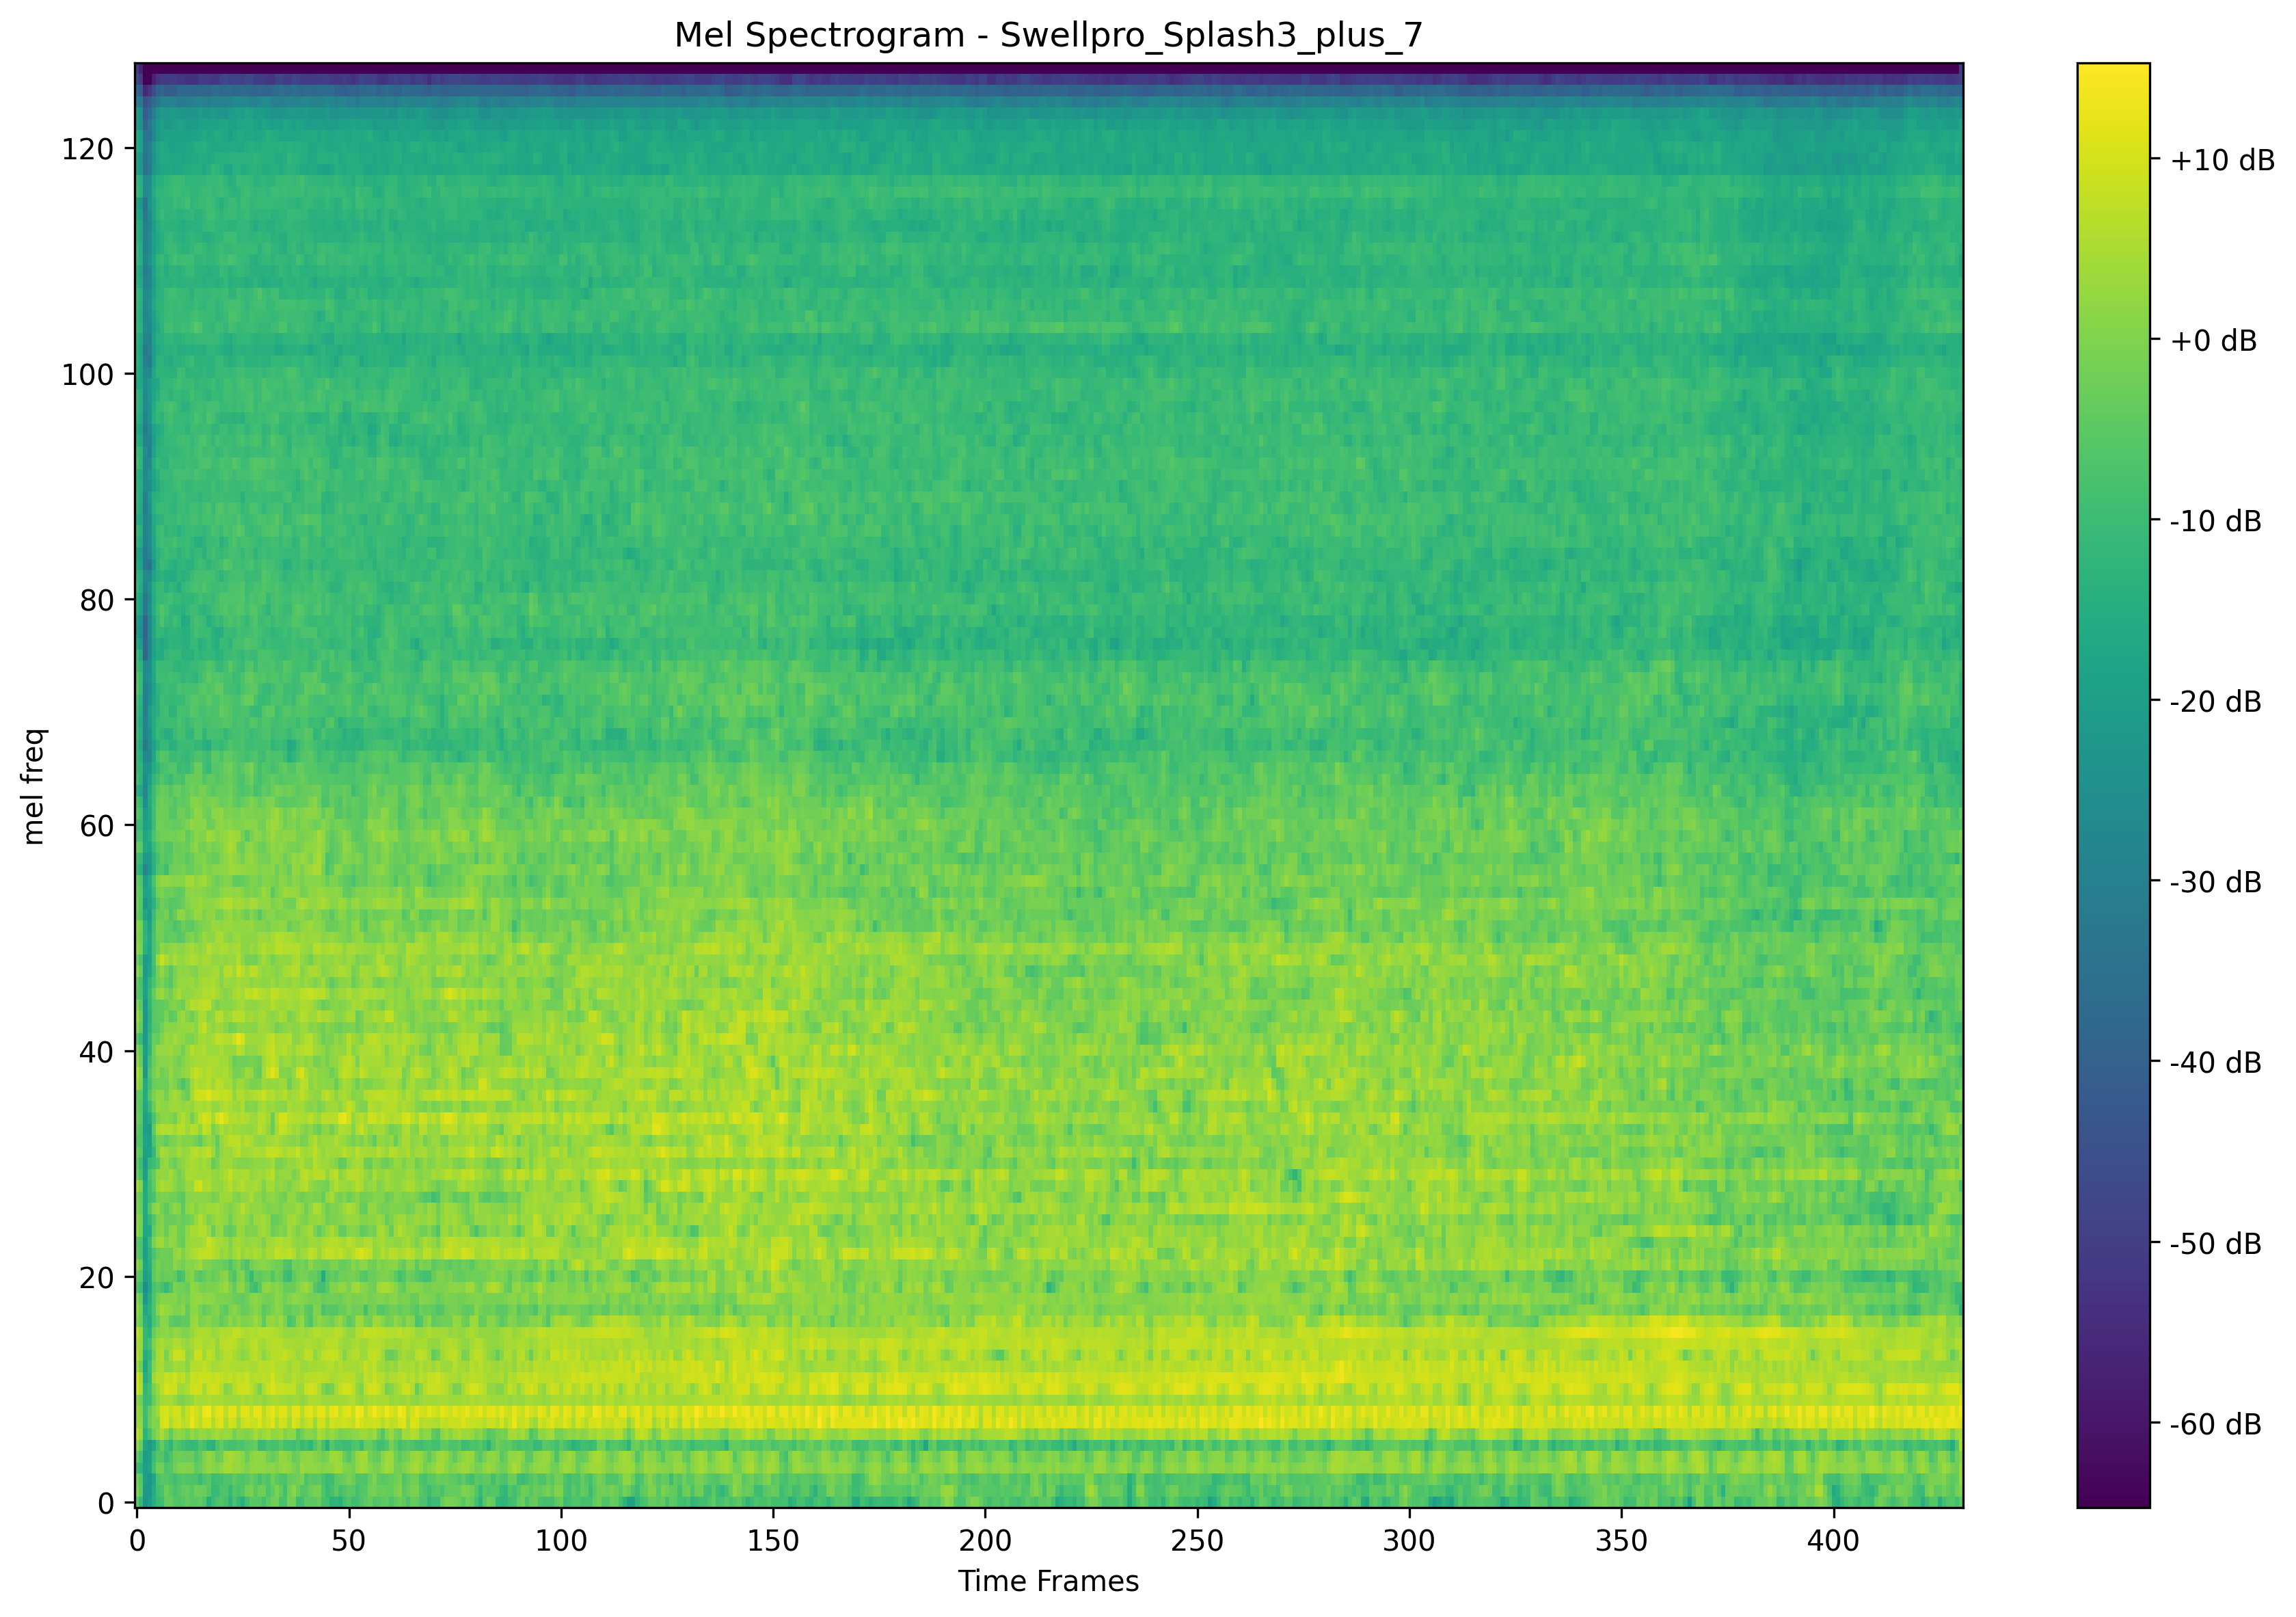 Mel Spectrogram - Swellpro_Splash3_plus_7
mel freq
120
100
80
60
40
20
0
0 50 100 150 200 250 300 350 400
Time Frames
+10 dB
+0 dB
-10 dB
-20 dB
-30 dB
-40 dB
-50 dB
-60 dB